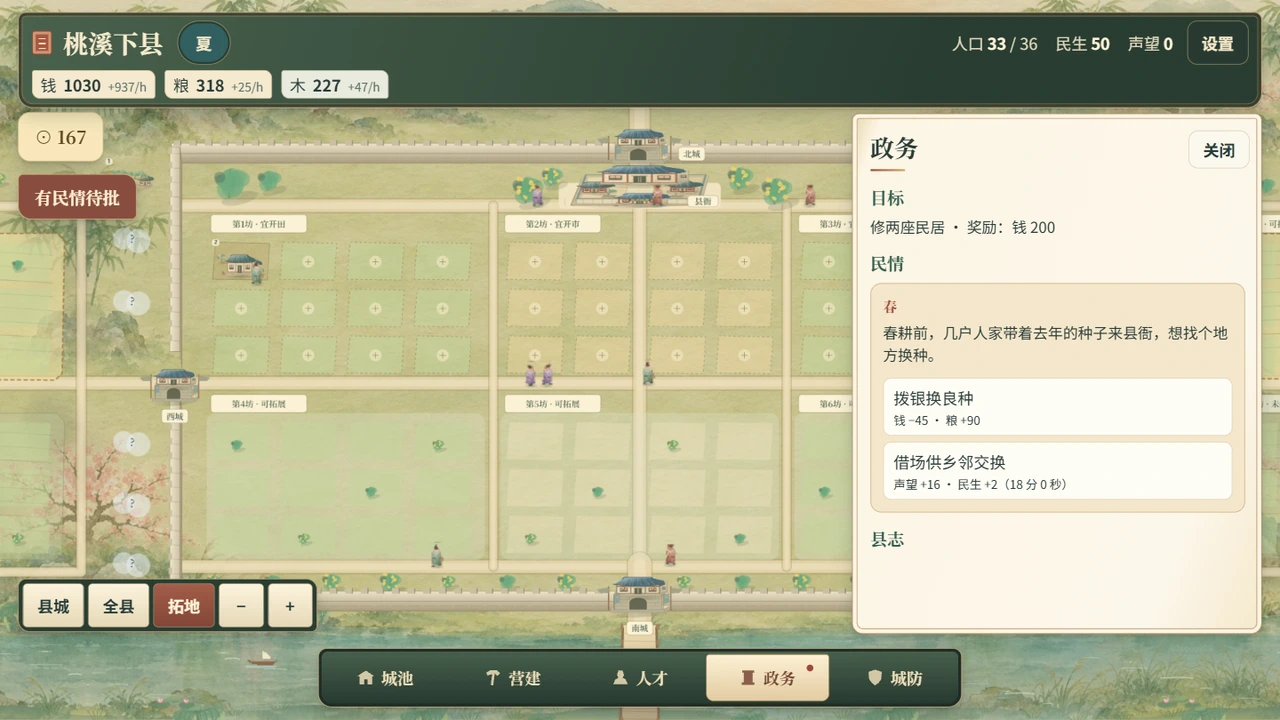 桃溪下县
夏
人口 33 / 36 民生 50 声望 0
设置
钱 1030 +937/h
粮 318 +25/h
木 227 +47/h
167
有民情待批
北城
县衙
第1坊 · 宜开田
第2坊 · 宜开市
第3坊 · 宜
2
1
?
?
?
?
?
西城
第4坊 · 可拓展
第5坊 · 可拓展
第6坊 · 可
南城
政务
关闭
目标
修两座民居 · 奖励：钱 200
民情
春
春耕前，几户人家带着去年的种子来县衙，想找个地
方换种。
拨银换良种
钱 −45 · 粮 +90
借场供乡邻交换
声望 +16 · 民生 +2（18 分 0 秒）
县志
县城
全县
拓地
−
+
城池
营建
人才
政务
城防